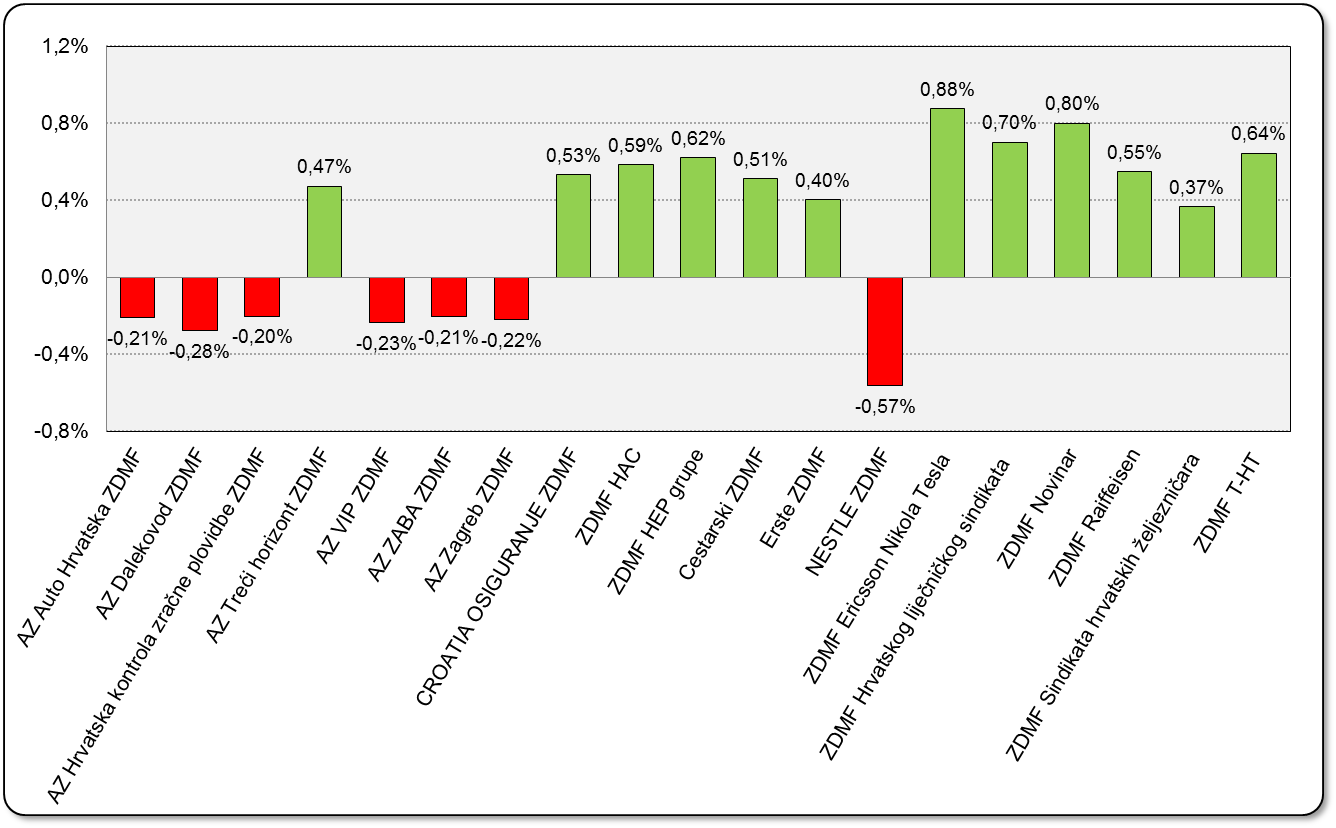 1,2%
0,8%
0,4%
0,0%
-0,4%
-0,8%
-0,21%
-0,28%
-0,20%
0,47%
-0,23%
-0,21%
-0,22%
0,53%
0,59%
0,62%
0,51%
0,40%
-0,57%
0,88%
0,70%
0,80%
0,55%
0,37%
0,64%
AZ Auto Hrvatska ZDMF
AZ Dalekovod ZDMF
AZ Hrvatska kontrola zračne plovidbe ZDMF
AZ Treći horizont ZDMF
AZ VIP ZDMF
AZ ZABA ZDMF
AZ Zagreb ZDMF
CROATIA OSIGURANJE ZDMF
ZDMF HAC
ZDMF HEP grupe
Cestarski ZDMF
Erste ZDMF
NESTLE ZDMF
ZDMF Ericsson Nikola Tesla
ZDMF Hrvatskog liječničkog sindikata
ZDMF Novinar
ZDMF Raiffeisen
ZDMF Sindikata hrvatskih željezničara
ZDMF T-HT